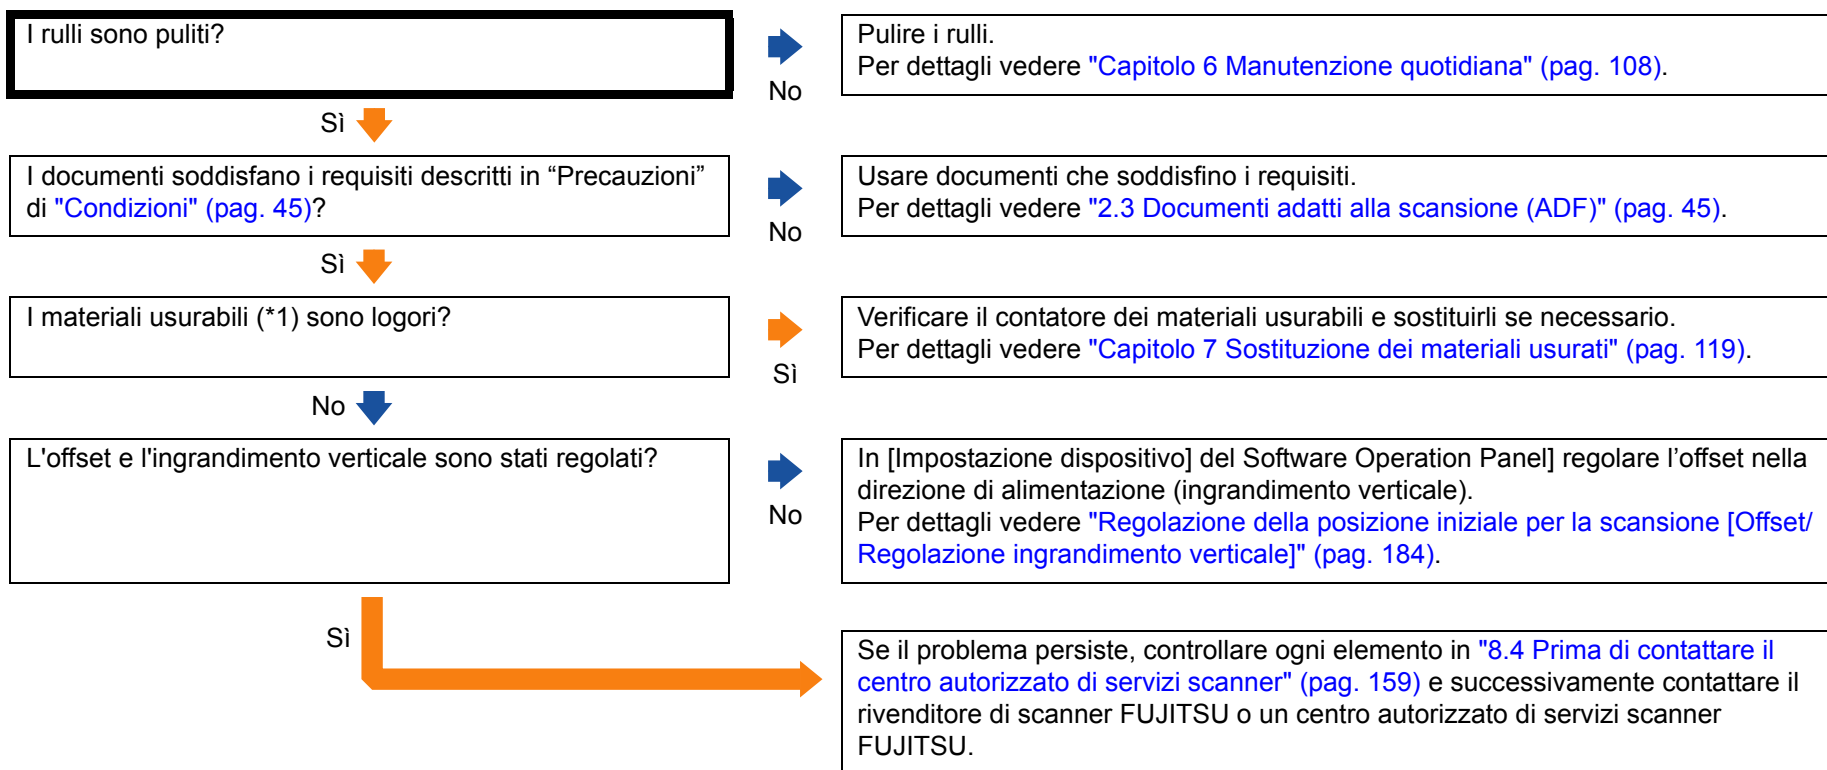 I rulli sono puliti?
No
Pulire i rulli.
Per dettagli vedere "Capitolo 6 Manutenzione quotidiana" (pag. 108).
Sì
I documenti soddisfano i requisiti descritti in “Precauzioni”
di "Condizioni" (pag. 45)?
No
Usare documenti che soddisfino i requisiti.
Per dettagli vedere "2.3 Documenti adatti alla scansione (ADF)" (pag. 45).
Sì
I materiali usurabili (*1) sono logori?
Sì
Verificare il contatore dei materiali usurabili e sostituirli se necessario.
Per dettagli vedere "Capitolo 7 Sostituzione dei materiali usurati" (pag. 119).
No
L'offset e l'ingrandimento verticale sono stati regolati?
No
In [Impostazione dispositivo] del Software Operation Panel] regolare l’offset nella
direzione di alimentazione (ingrandimento verticale).
Per dettagli vedere "Regolazione della posizione iniziale per la scansione [Offset/
Regolazione ingrandimento verticale]" (pag. 184).
Sì
Se il problema persiste, controllare ogni elemento in "8.4 Prima di contattare il
centro autorizzato di servizi scanner" (pag. 159) e successivamente contattare il
rivenditore di scanner FUJITSU o un centro autorizzato di servizi scanner
FUJITSU.